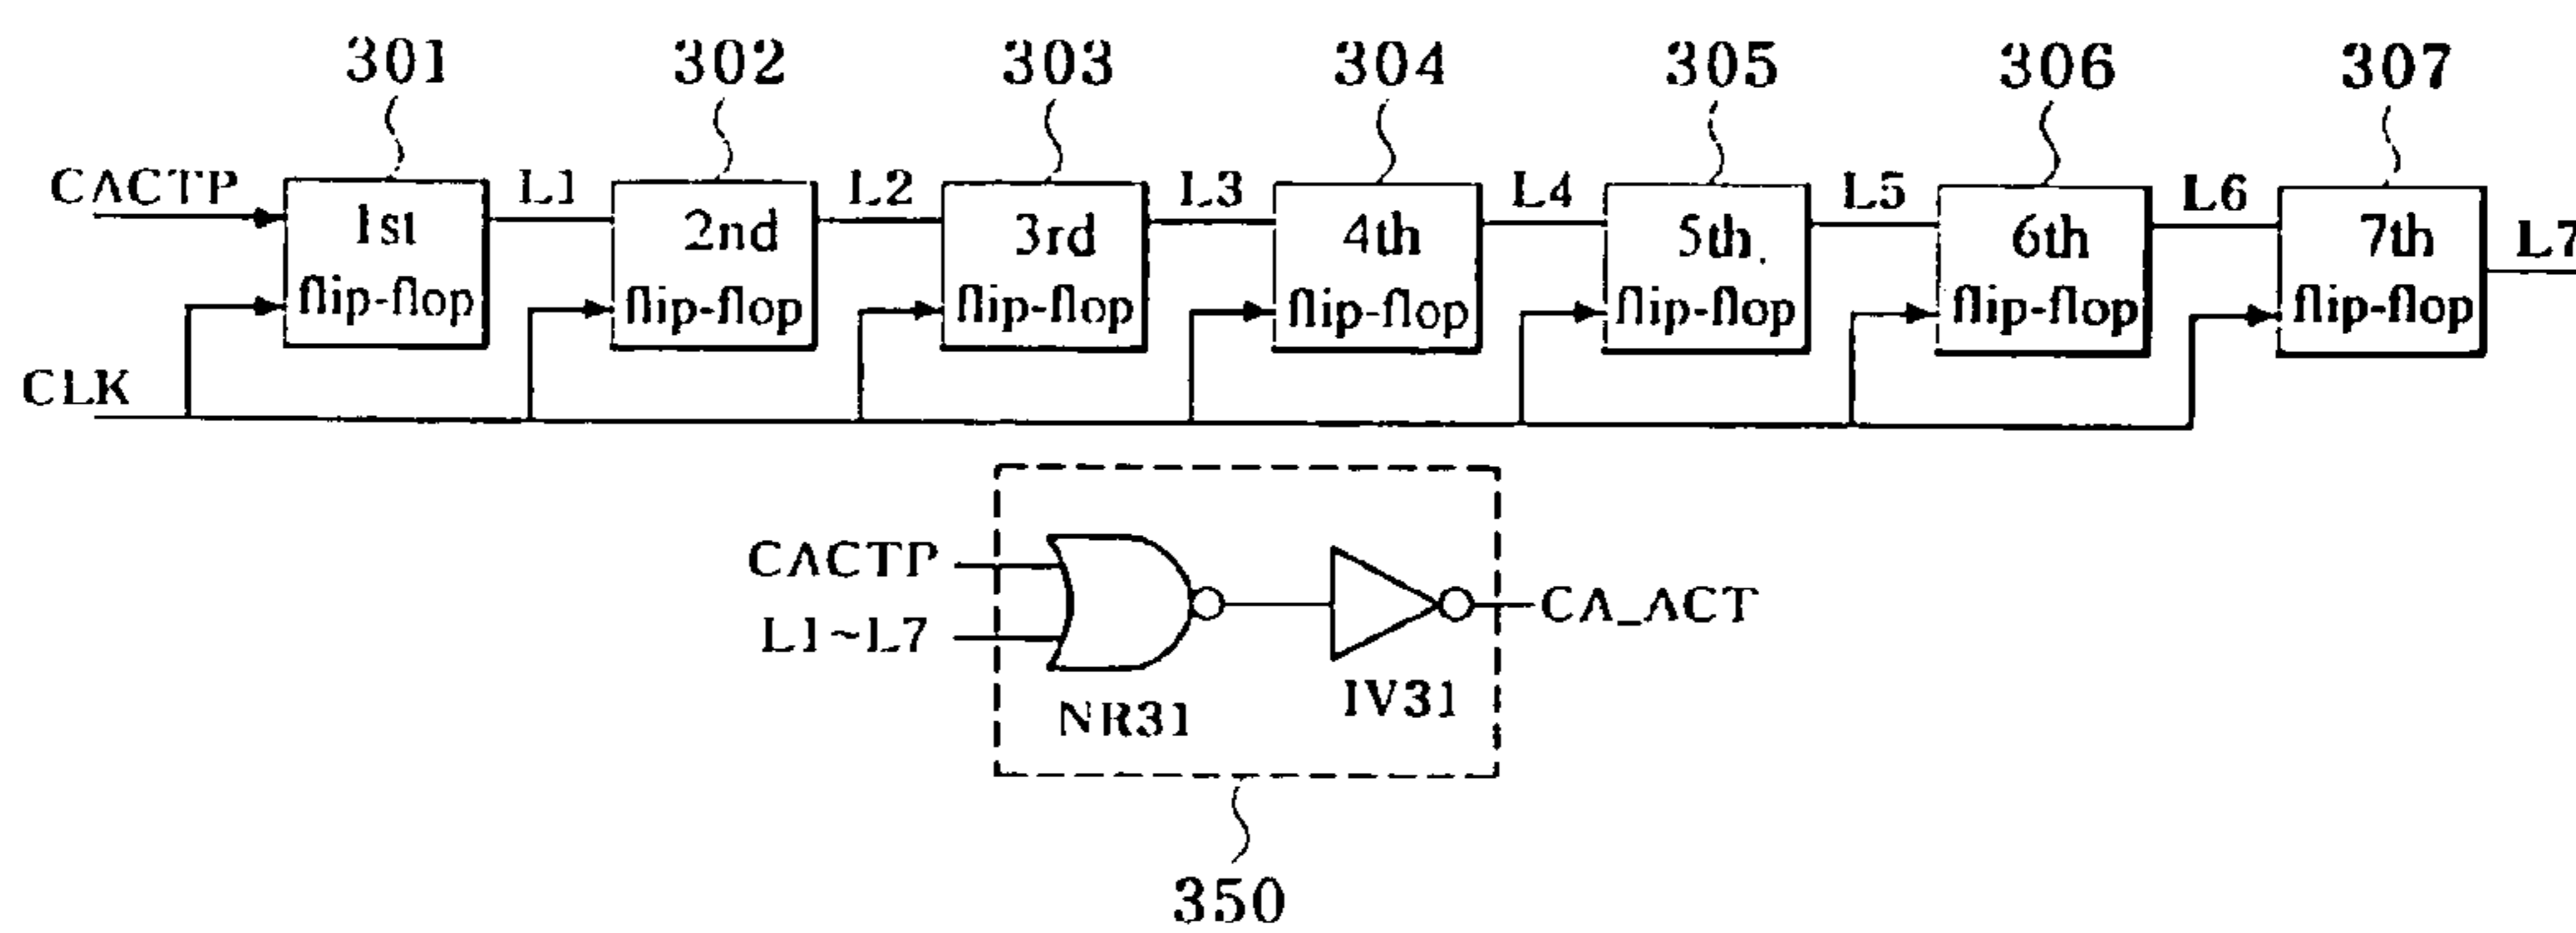 301 302 303 304 305 306 307
CACTP L1 L2 L3 L4 L5 L6 L7
1st 2nd 3rd 4th 5th. 6th 7th
flip-flop flip-flop flip-flop flip-flop flip-flop flip-flop flip-flop
CLK
CACTP
L1~L7
CA_ACT
NR31 IV31
350